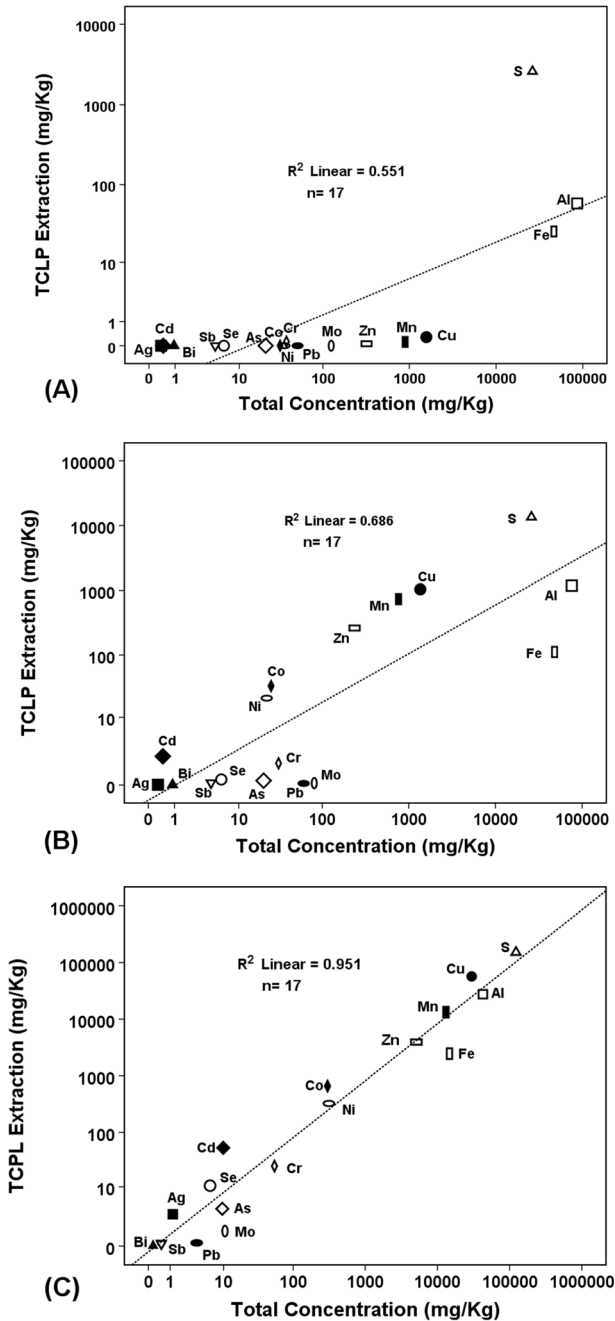 10000
S
1000
R² Linear = 0.551
n= 17
100
Al
Fe
10
1
Cd
Sb
Se
As
Co
Cr
Mo
Zn
Mn
Cu
0
Ag
Bi
Ni
Pb
0
1
10
100
1000
10000
100000
TCLP Extraction (mg/Kg)
(A)
Total Concentration (mg/Kg)
100000
R² Linear = 0.686
S
10000
n= 17
Cu
1000
Mn
Al
Zn
100
Fe
Co
Ni
10
Cd
Cr
Bi
Se
Mo
0
Ag
Sb
As
Pb
0
1
10
100
1000
10000
100000
TCLP Extraction (mg/Kg)
(B)
Total Concentration (mg/Kg)
1000000
R² Linear = 0.951
S
100000
n= 17
Cu
Al
10000
Mn
Zn
Fe
1000
Co
Ni
100
Cd
Se
Cr
10
Ag
As
Mo
0
Bi
Sb
Pb
0
1
10
100
1000
10000
100000
1000000
TCPL Extraction (mg/Kg)
(C)
Total Concentration (mg/Kg)